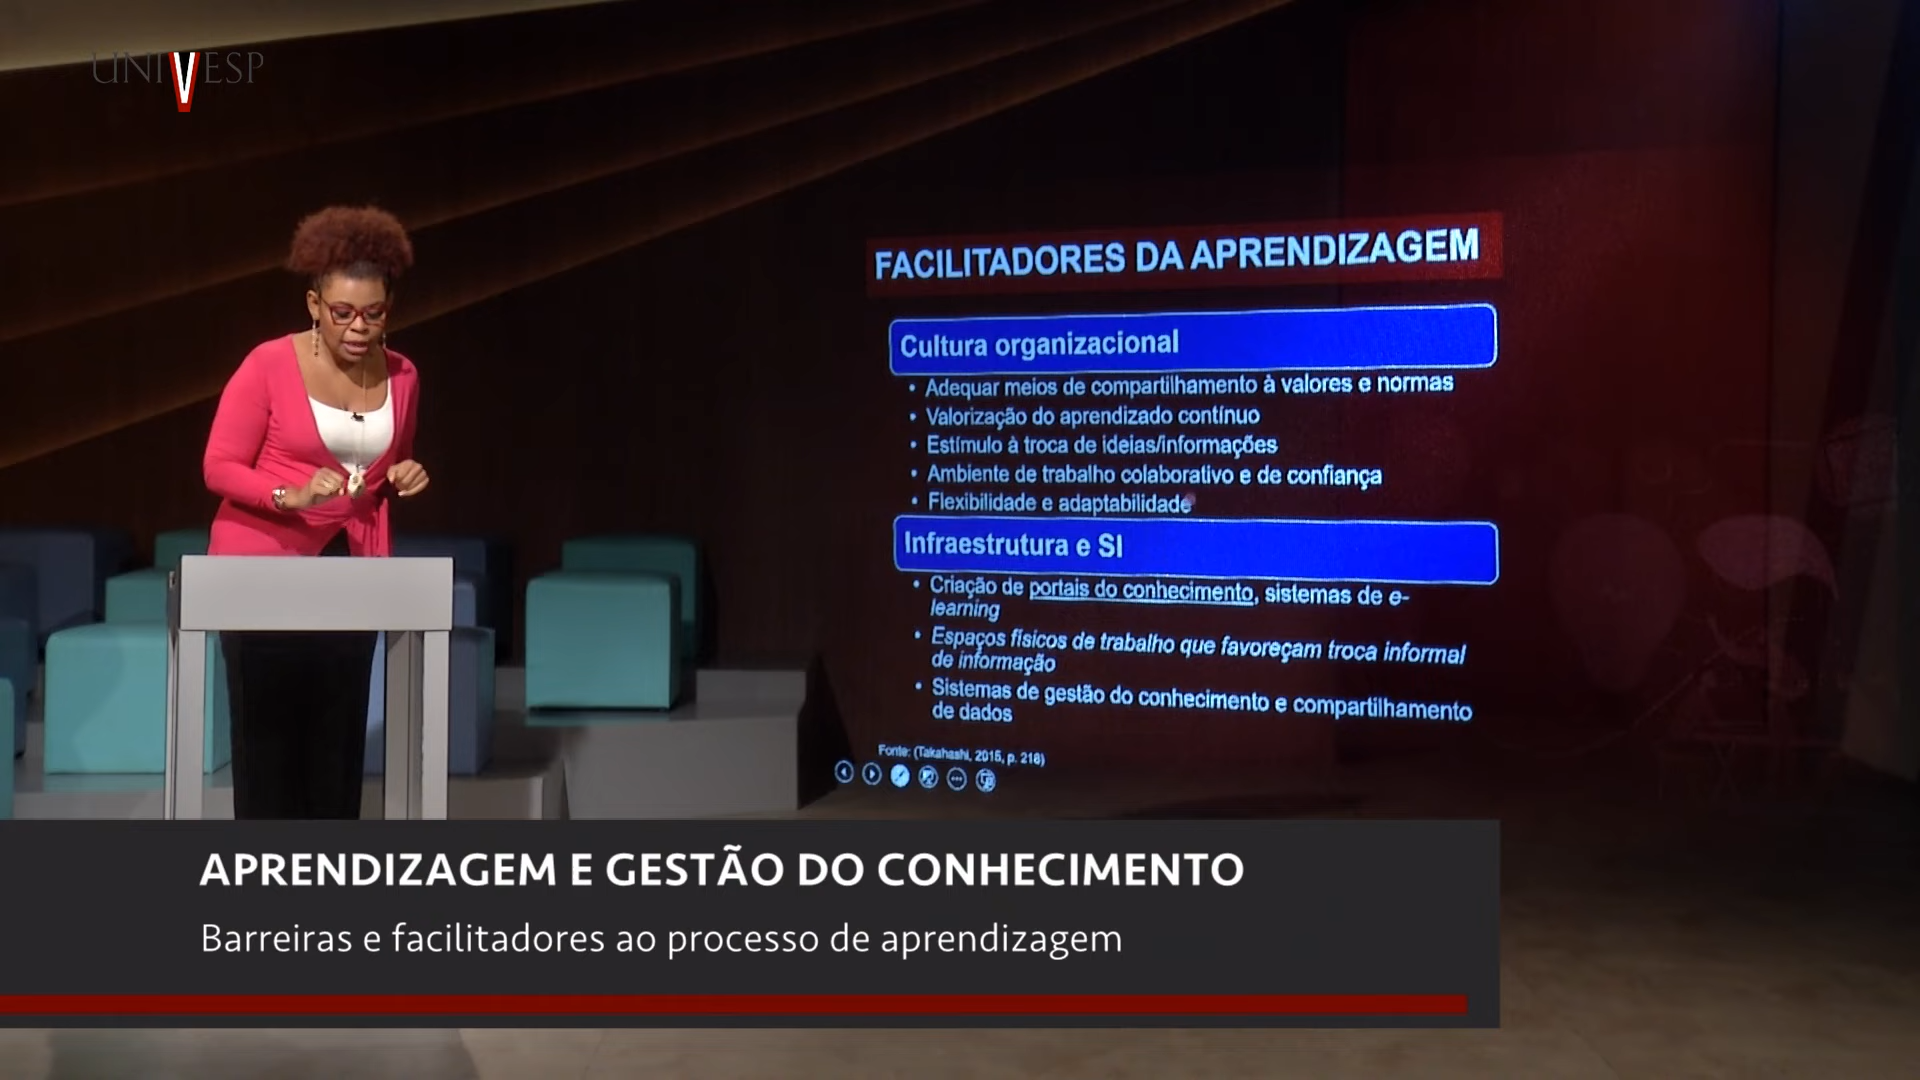 UNIVESP
FACILITADORES DA APRENDIZAGEM
Cultura organizacional
• Adequar meios de compartilhamento à valores e normas
• Valorização do aprendizado contínuo
• Estímulo à troca de ideias/informações
• Ambiente de trabalho colaborativo e de confiança
• Flexibilidade e adaptabilidade
Infraestrutura e SI
• Criação de portais do conhecimento, sistemas de e-
learning
• Espaços físicos de trabalho que favoreçam troca informal
de informação
• Sistemas de gestão do conhecimento e compartilhamento
de dados
Fonte: (Takahashi, 2015, p. 218)
APRENDIZAGEM E GESTÃO DO CONHECIMENTO
Barreiras e facilitadores ao processo de aprendizagem